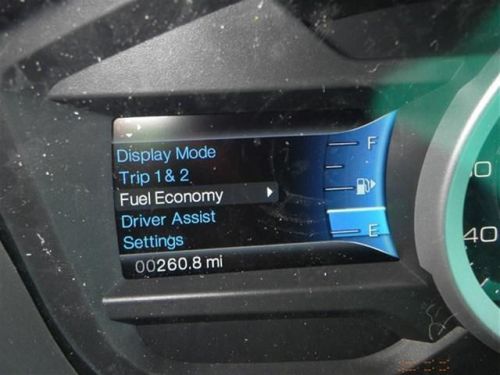 Display Mode
Trip 1 & 2
Fuel Economy
Driver Assist
Settings
00260.8 mi
F
E
40